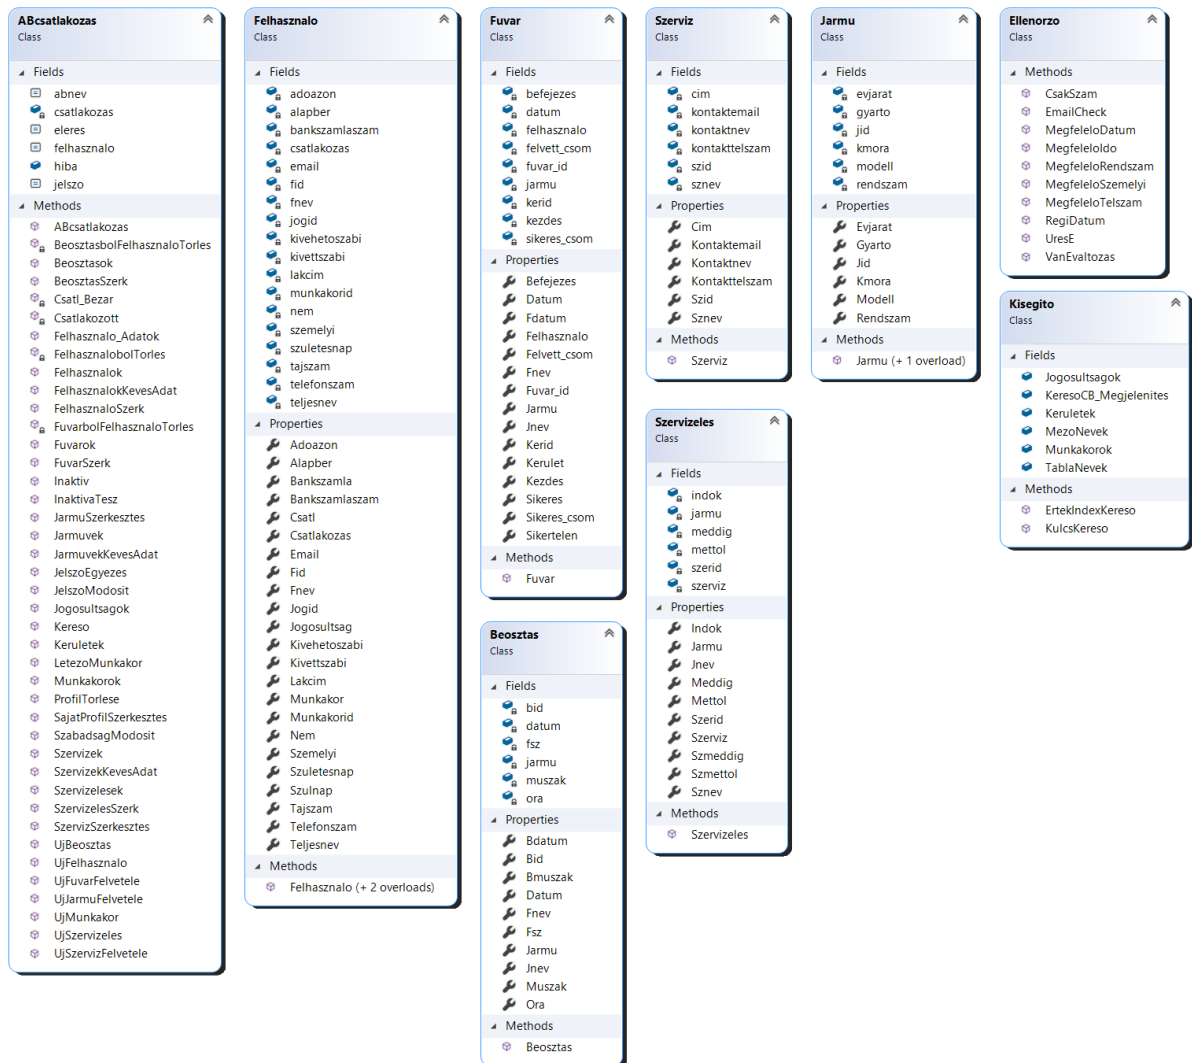 ABcsatlakozas
Class
Fields
abnev
csatlakozas
eleres
felhasznalo
hiba
jelszo
Methods
ABcsatlakozas
BeosztasbolFelhasznaloTorles
Beosztasok
BeosztasSzerk
Csatl_Bezar
Csatlakozott
Felhasznalo_Adatok
FelhasznalobolTorles
Felhasznalok
FelhasznalokKevesAdat
FelhasznaloSzerk
FuvarbolFelhasznaloTorles
Fuvarok
FuvarSzerk
Inaktiv
InaktivaTesz
JarmuSzerkesztes
Jarmuvek
JarmuvekKevesAdat
JelszoEgyezes
JelszoModosit
Jogosultsagok
Kereso
Keruletek
LetezoMunkakor
Munkakorok
ProfilTorlese
SajatProfilSzerkesztes
SzabadsagModosit
Szervizek
SzervizekKevesAdat
Szervizelesek
SzervizelesSzerk
SzervizSzerkesztes
UjBeosztas
UjFelhasznalo
UjFuvarFelvetele
UjJarmuFelvetele
UjMunkakor
UjSzervizeles
UjSzervizFelvetele
Felhasznalo
Class
Fields
adoazon
alapber
bankszamlaszam
csatlakozas
email
fid
fnev
jogid
kivehetoszabi
kivettszabi
lakcim
munkakorid
nem
szemelyi
szuletesnap
tajszam
telefonszam
teljesnev
Properties
Adoazon
Alapber
Bankszamla
Bankszamlaszam
Csatl
Csatlakozas
Email
Fid
Fnev
Jogid
Jogosultsag
Kivehetoszabi
Kivettszabi
Lakcim
Munkakor
Munkakorid
Nem
Szemelyi
Szuletesnap
Szulnap
Tajszam
Telefonszam
Teljesnev
Methods
Felhasznalo (+ 2 overloads)
Fuvar
Class
Fields
befejezes
datum
felhasznalo
felvett_csom
fuvar_id
jarmu
kerid
kezdes
sikeres_csom
Properties
Befejezes
Datum
Fdatum
Felhasznalo
Felvett_csom
Fnev
Fuvar_id
Jarmu
Jnev
Kerid
Kerulet
Kezdes
Sikeres
Sikeres_csom
Sikertelen
Methods
Fuvar
Beosztas
Class
Fields
bid
datum
fsz
jarmu
muszak
ora
Properties
Bdatum
Bid
Bmuszak
Datum
Fnev
Fsz
Jarmu
Jnev
Muszak
Ora
Methods
Beosztas
Szerviz
Class
Fields
cim
kontaktemail
kontaktnev
kontakttelszam
szid
sznev
Properties
Cim
Kontaktemail
Kontaktnev
Kontakttelszam
Szid
Sznev
Methods
Szerviz
Szervizeles
Class
Fields
indok
jarmu
meddig
mettol
szerid
szerviz
Properties
Indok
Jarmu
Jnev
Meddig
Mettol
Szerid
Szerviz
Szmeddig
Szmettol
Sznev
Methods
Szervizeles
Jarmu
Class
Fields
evjarat
gyarto
jid
kmora
modell
rendszam
Properties
Evjarat
Gyarto
Jid
Kmora
Modell
Rendszam
Methods
Jarmu (+ 1 overload)
Ellenorzo
Class
Methods
CsakSzam
EmailCheck
MegfeleloDatum
MegfeleloIdo
MegfeleloRendszam
MegfeleloSzemelyi
MegfeleloTelszam
RegiDatum
UresE
VanEvaltozas
Kisegito
Class
Fields
Jogosultsagok
KeresoCB_Megjelenites
Keruletek
MezoNevek
Munkakorok
TablaNevek
Methods
ErtekIndexKereso
KulcsKereso